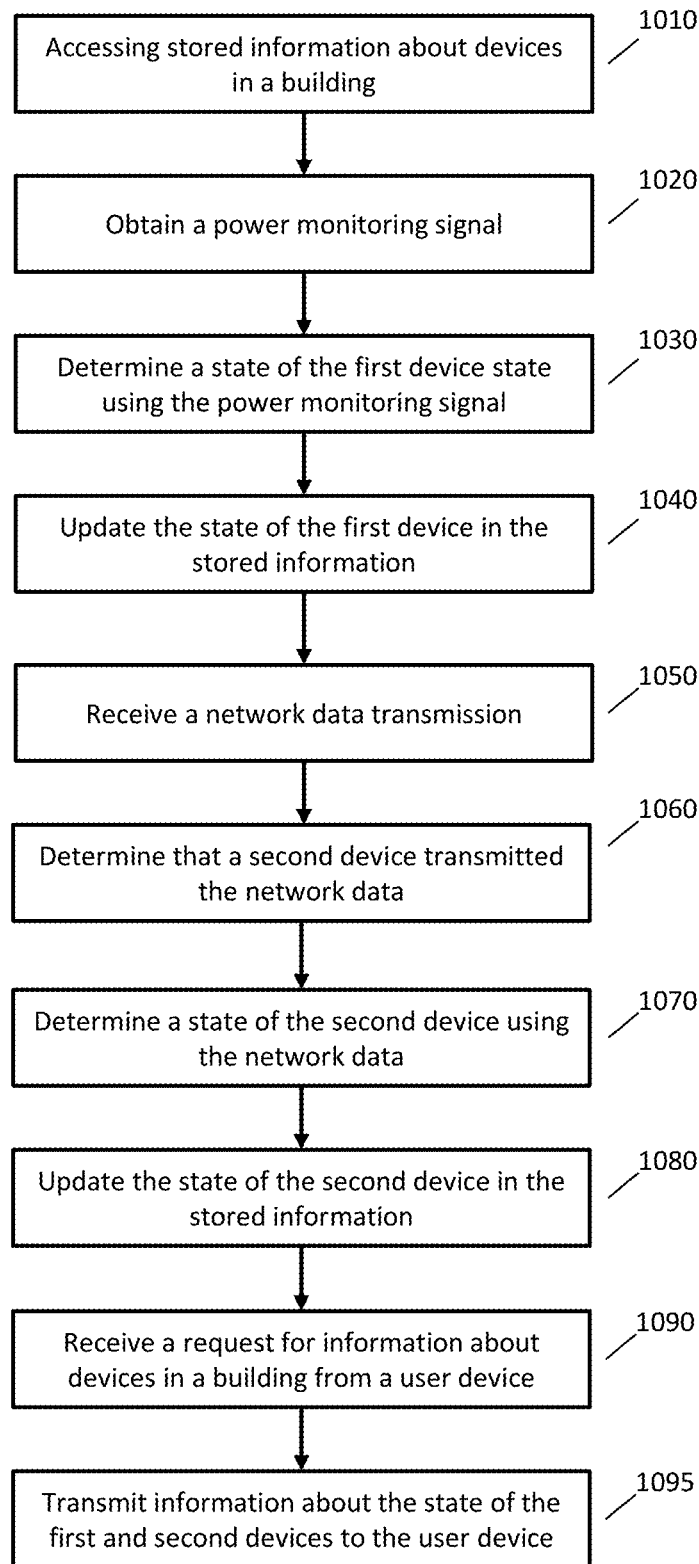 1010
Accessing stored information about devices
in a building
1020
Obtain a power monitoring signal
1030
Determine a state of the first device state
using the power monitoring signal
1040
Update the state of the first device in the
stored information
1050
Receive a network data transmission
1060
Determine that a second device transmitted
the network data
1070
Determine a state of the second device using
the network data
1080
Update the state of the second device in the
stored information
1090
Receive a request for information about
devices in a building from a user device
1095
Transmit information about the state of the
first and second devices to the user device